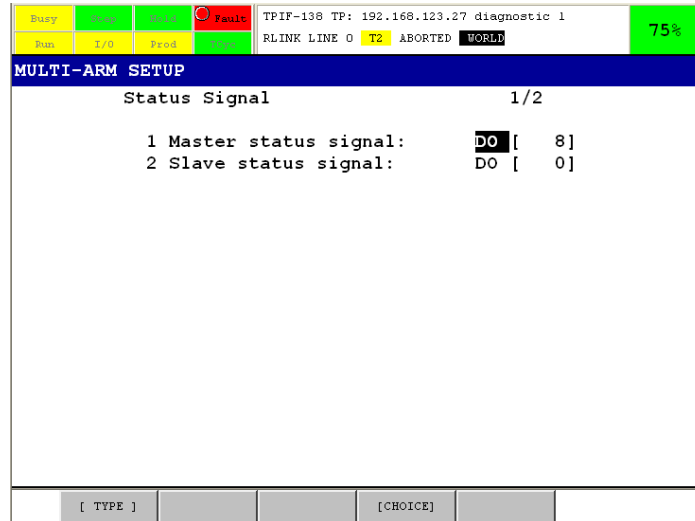 Busy Step Hold Fault TPIF-138 TP: 192.168.123.27 diagnostic l
Run I/O Prod TCyc RLINK LINE 0 T2 ABORTED WORLD 75%
MULTI-ARM SETUP
Status Signal 1/2
1 Master status signal: DO [ 8]
2 Slave status signal: DO [ 0]
[ TYPE ] [CHOICE]